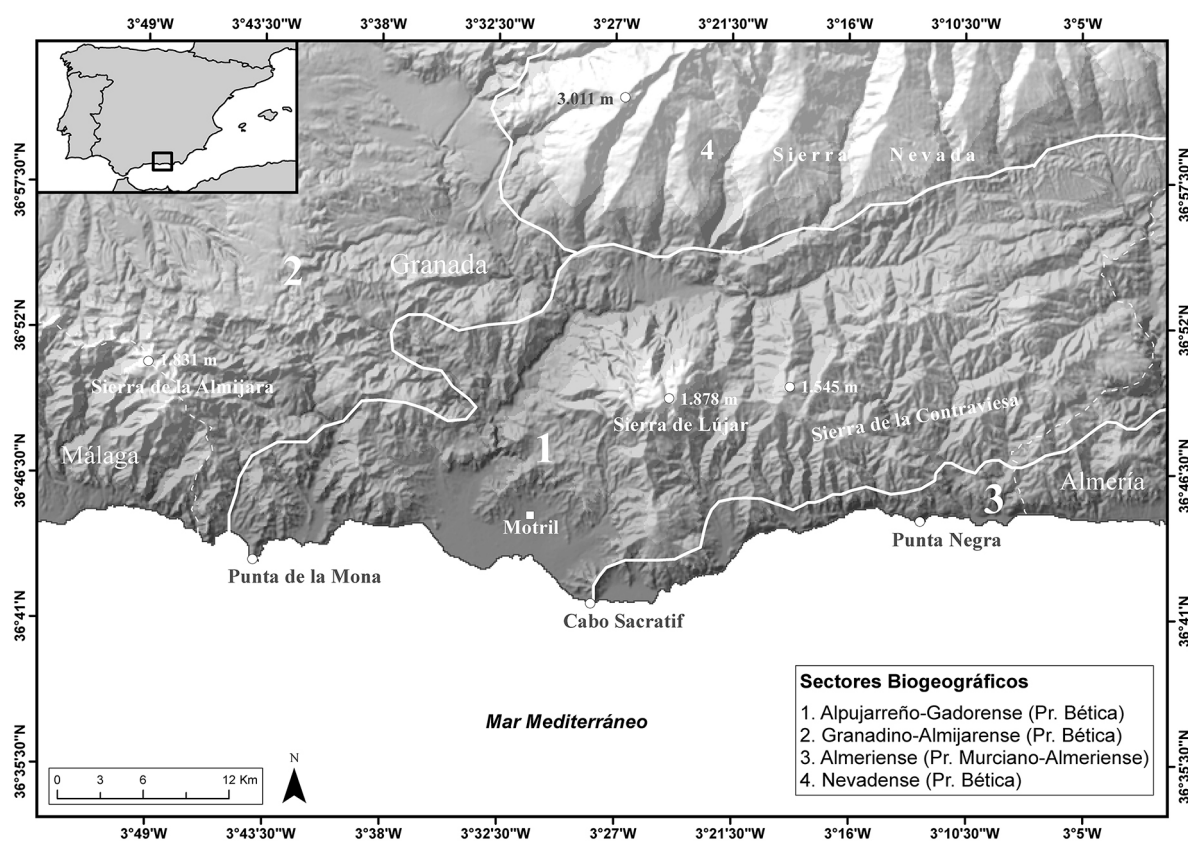 3°49'W 3°43'30"W 3°38'W 3°32'30"W 3°27'W 3°21'30"W 3°16'W 3°10'30"W 3°5'W
3.011 m
4
Sierra Nevada
36°57'30"N
36°57'30"N
2
Granada
36°52'N
36°52'N
1.831 m
Sierra de la Almijara
1.545 m
1.878 m
Sierra de Lújar
Sierra de la Contraviesa
1
Málaga
36°46'30"N
36°46'30"N
Almería
3
Motril
Punta Negra
Punta de la Mona
36°41'N
36°41'N
Cabo Sacratif
Mar Mediterráneo
Sectores Biogeográficos
1. Alpujarreño-Gadorense (Pr. Bética)
2. Granadino-Almijarense (Pr. Bética)
3. Almeriense (Pr. Murciano-Almeriense)
4. Nevadense (Pr. Bética)
36°35'30"N
36°35'30"N
N
0 3 6 12 Km
3°49'W 3°43'30"W 3°38'W 3°32'30"W 3°27'W 3°21'30"W 3°16'W 3°10'30"W 3°5'W